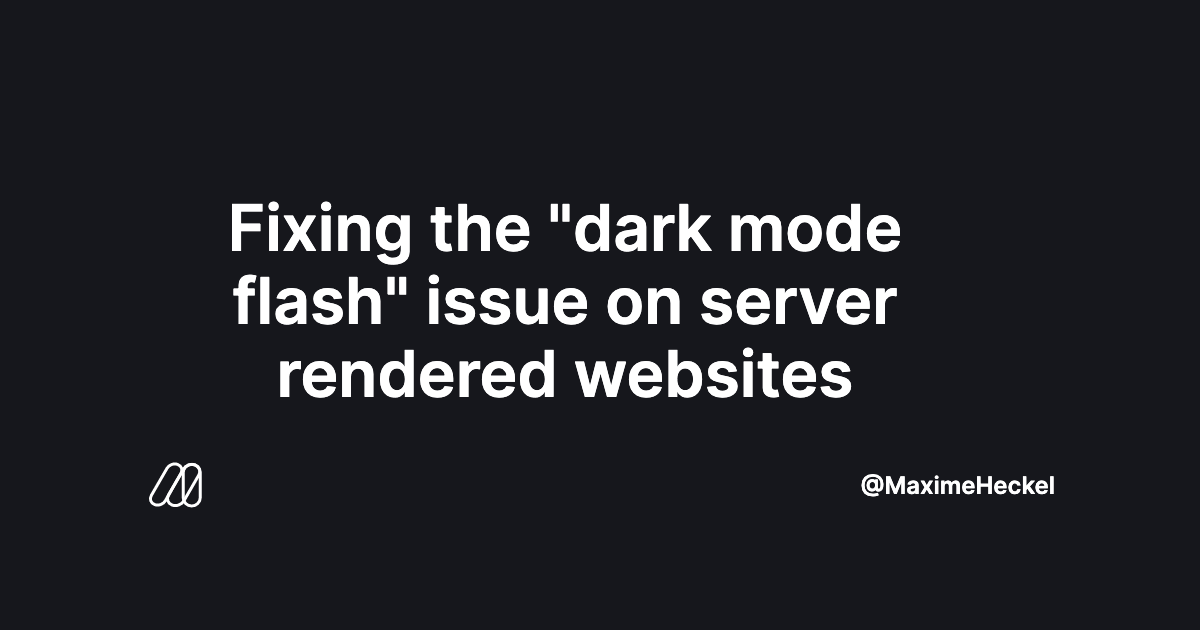 Fixing the "dark mode
flash" issue on server
rendered websites
@MaximeHeckel